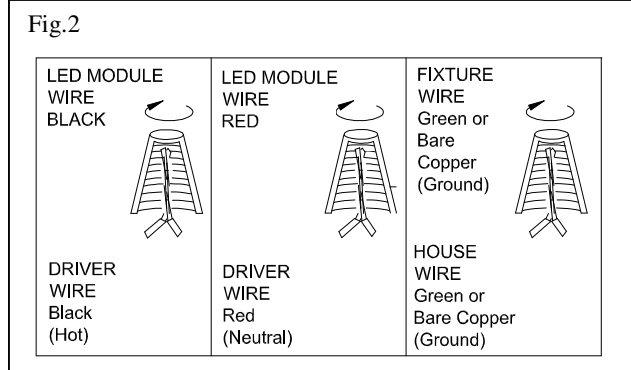 Fig.2
LED MODULE
WIRE
BLACK
DRIVER
WIRE
Black
(Hot)
LED MODULE
WIRE
RED
DRIVER
WIRE
Red
(Neutral)
FIXTURE
WIRE
Green or
Bare
Copper
(Ground)
HOUSE
WIRE
Green or
Bare Copper
(Ground)